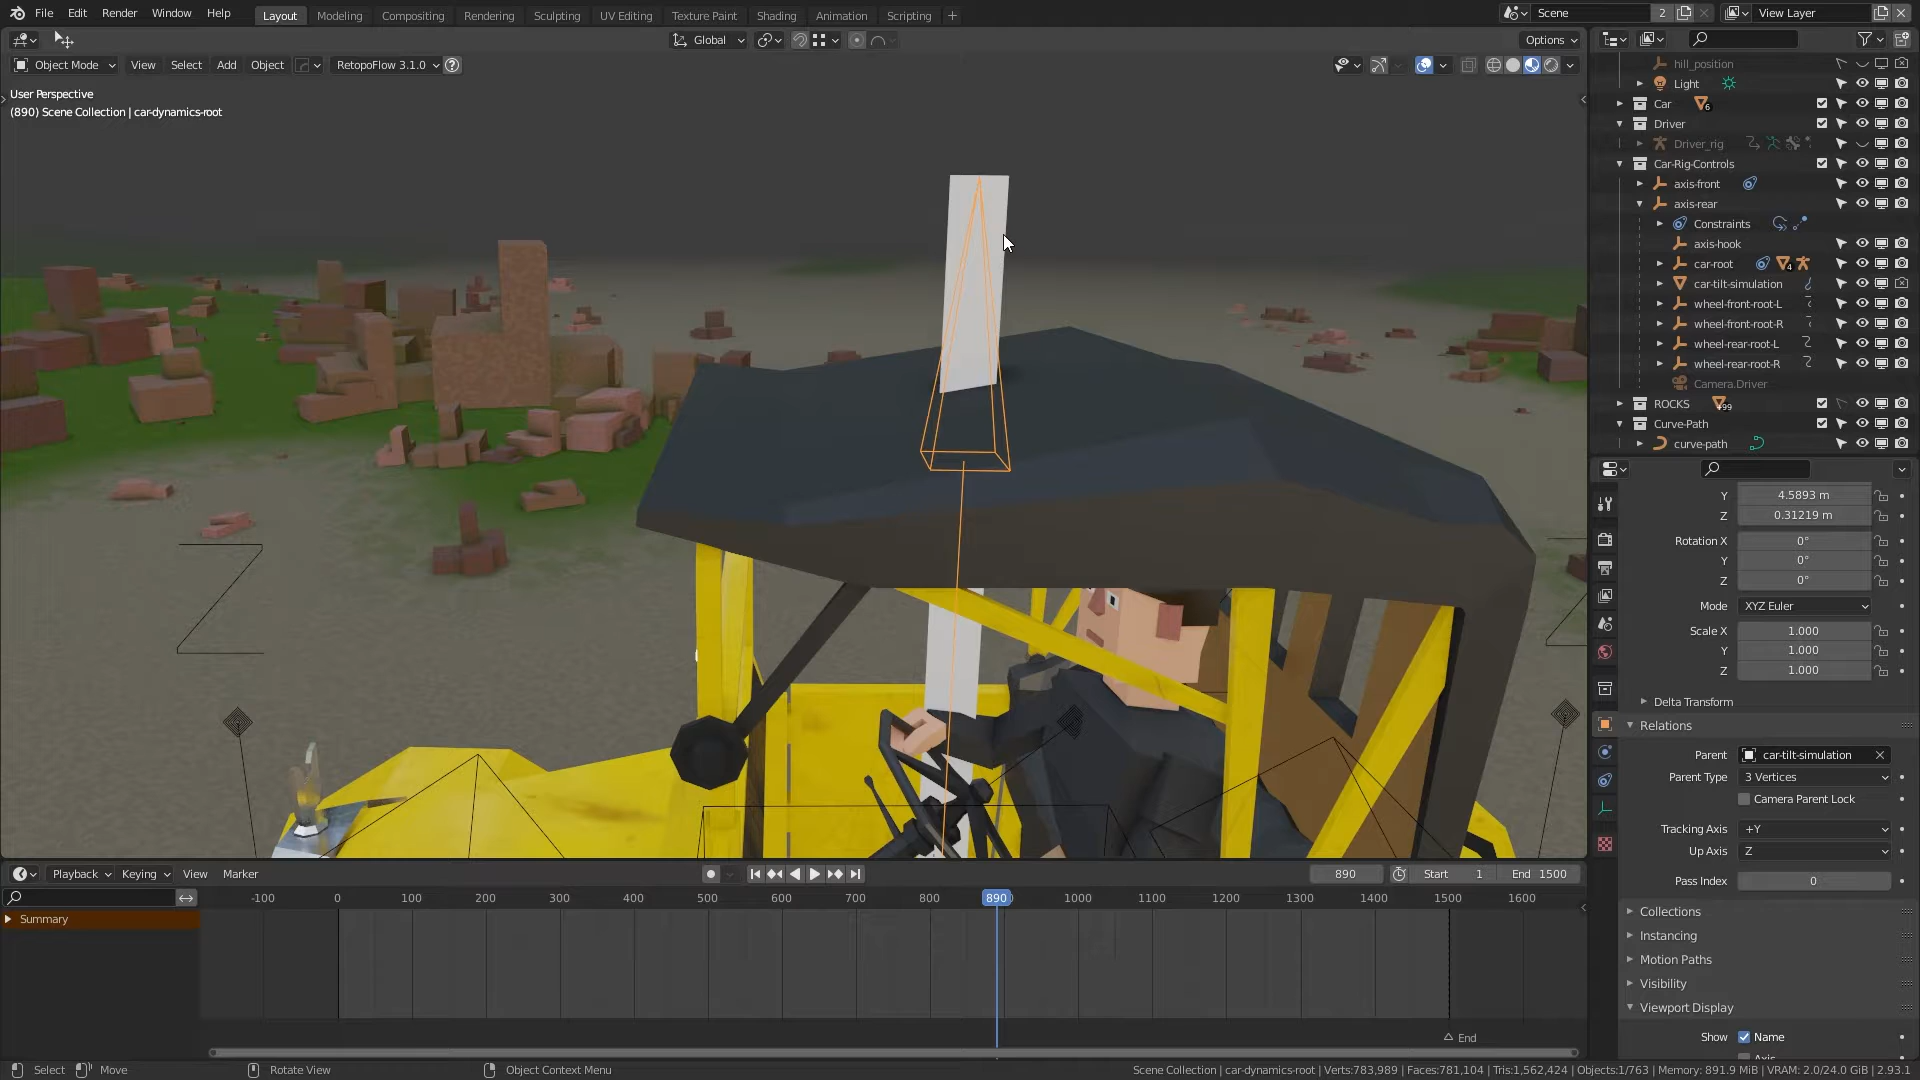 File Edit Render Window Help Layout Modeling Compositing Rendering Sculpting UV Editing Texture Paint Shading Animation Scripting + Scene 2 View Layer
Global Options
Object Mode View Select Add Object RetopoFlow 3.1.0
User Perspective
(890) Scene Collection | car-dynamics-root
hill_position
Light
Car 6
Driver
Driver_rig
Car-Rig-Controls
axis-front
axis-rear
Constraints
axis-hook
car-root 4
car-tilt-simulation
wheel-front-root-L
wheel-front-root-R
wheel-rear-root-L
wheel-rear-root-R
Camera.Driver
ROCKS
Curve-Path
curve-path
Y 4.5893 m
Z 0.31219 m
Rotation X 0°
Y 0°
Z 0°
Mode XYZ Euler
Scale X 1.000
Y 1.000
Z 1.000
Delta Transform
Relations
Parent car-tilt-simulation
Parent Type 3 Vertices
Camera Parent Lock
Tracking Axis +Y
Up Axis Z
Pass Index 0
Collections
Instancing
Motion Paths
Visibility
Viewport Display
Show Name
Axis
Playback Keying View Marker 890 Start 1 End 1500
-100 0 100 200 300 400 500 600 700 800 890 1000 1100 1200 1300 1400 1500 1600
Summary
End
Select Move Rotate View Object Context Menu Scene Collection | car-dynamics-root | Verts:783,989 | Faces:781,104 | Tris:1,562,424 | Objects:1/763 | Memory: 891.9 MiB | VRAM: 2.0/24.0 GiB | 2.93.1